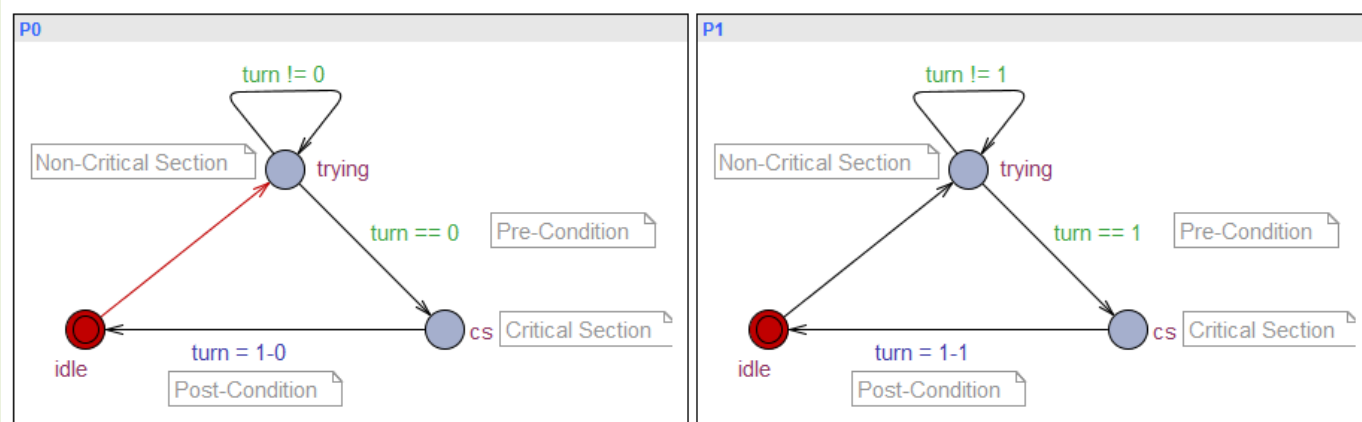 P0
turn != 0
Non-Critical Section
trying
turn == 0
Pre-Condition
cs
Critical Section
turn = 1-0
idle
Post-Condition
P1
turn != 1
Non-Critical Section
trying
turn == 1
Pre-Condition
cs
Critical Section
turn = 1-1
idle
Post-Condition